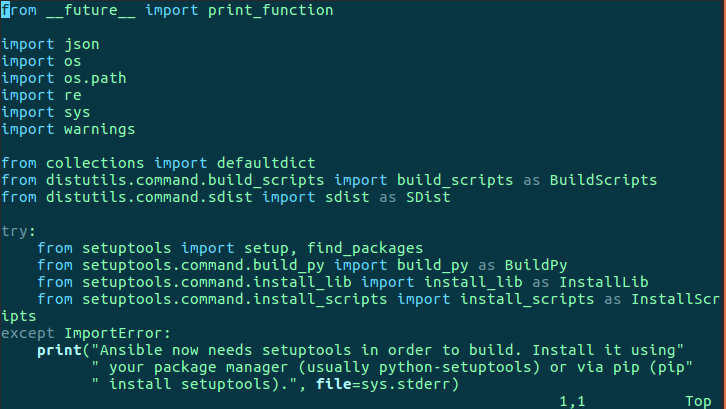 from __future__ import print_function

import json
import os
import os.path
import re
import sys
import warnings

from collections import defaultdict
from distutils.command.build_scripts import build_scripts as BuildScripts
from distutils.command.sdist import sdist as SDist

try:
    from setuptools import setup, find_packages
    from setuptools.command.build_py import build_py as BuildPy
    from setuptools.command.install_lib import install_lib as InstallLib
    from setuptools.command.install_scripts import install_scripts as InstallScr
ipts
except ImportError:
    print("Ansible now needs setuptools in order to build. Install it using"
          " your package manager (usually python-setuptools) or via pip (pip"
          " install setuptools).", file=sys.stderr)
1,1 Top